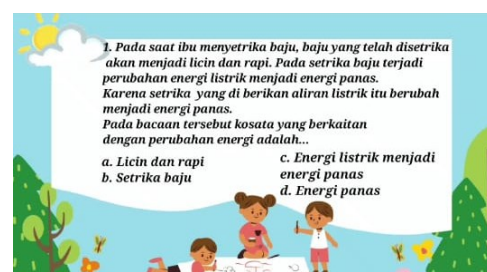 1. Pada saat ibu menyetrika baju, baju yang telah disetrika
akan menjadi licin dan rapi. Pada setrika baju terjadi
perubahan energi listrik menjadi energi panas.
Karena setrika yang di berikan aliran listrik itu berubah
menjadi energi panas.
Pada bacaan tersebut kosata yang berkaitan
dengan perubahan energi adalah...
a. Licin dan rapi
b. Setrika baju
c. Energi listrik menjadi
energi panas
d. Energi panas